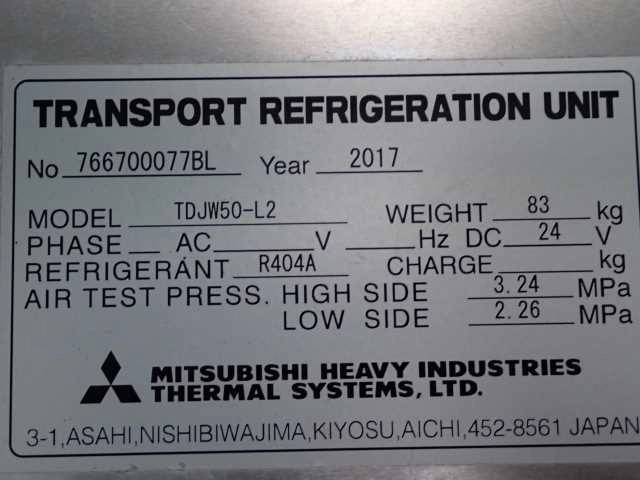 TRANSPORT REFRIGERATION UNIT
No 766700077BL Year 2017
MODEL TDJW50-L2 WEIGHT 83 kg
PHASE AC V Hz DC 24 V
REFRIGERANT R404A CHARGE kg
AIR TEST PRESS. HIGH SIDE 3.24 MPa
LOW SIDE 2.26 MPa
MITSUBISHI HEAVY INDUSTRIES
THERMAL SYSTEMS, LTD.
3-1,ASAHI,NISHIBIWAJIMA,KIYOSU,AICHI,452-8561 JAPAN